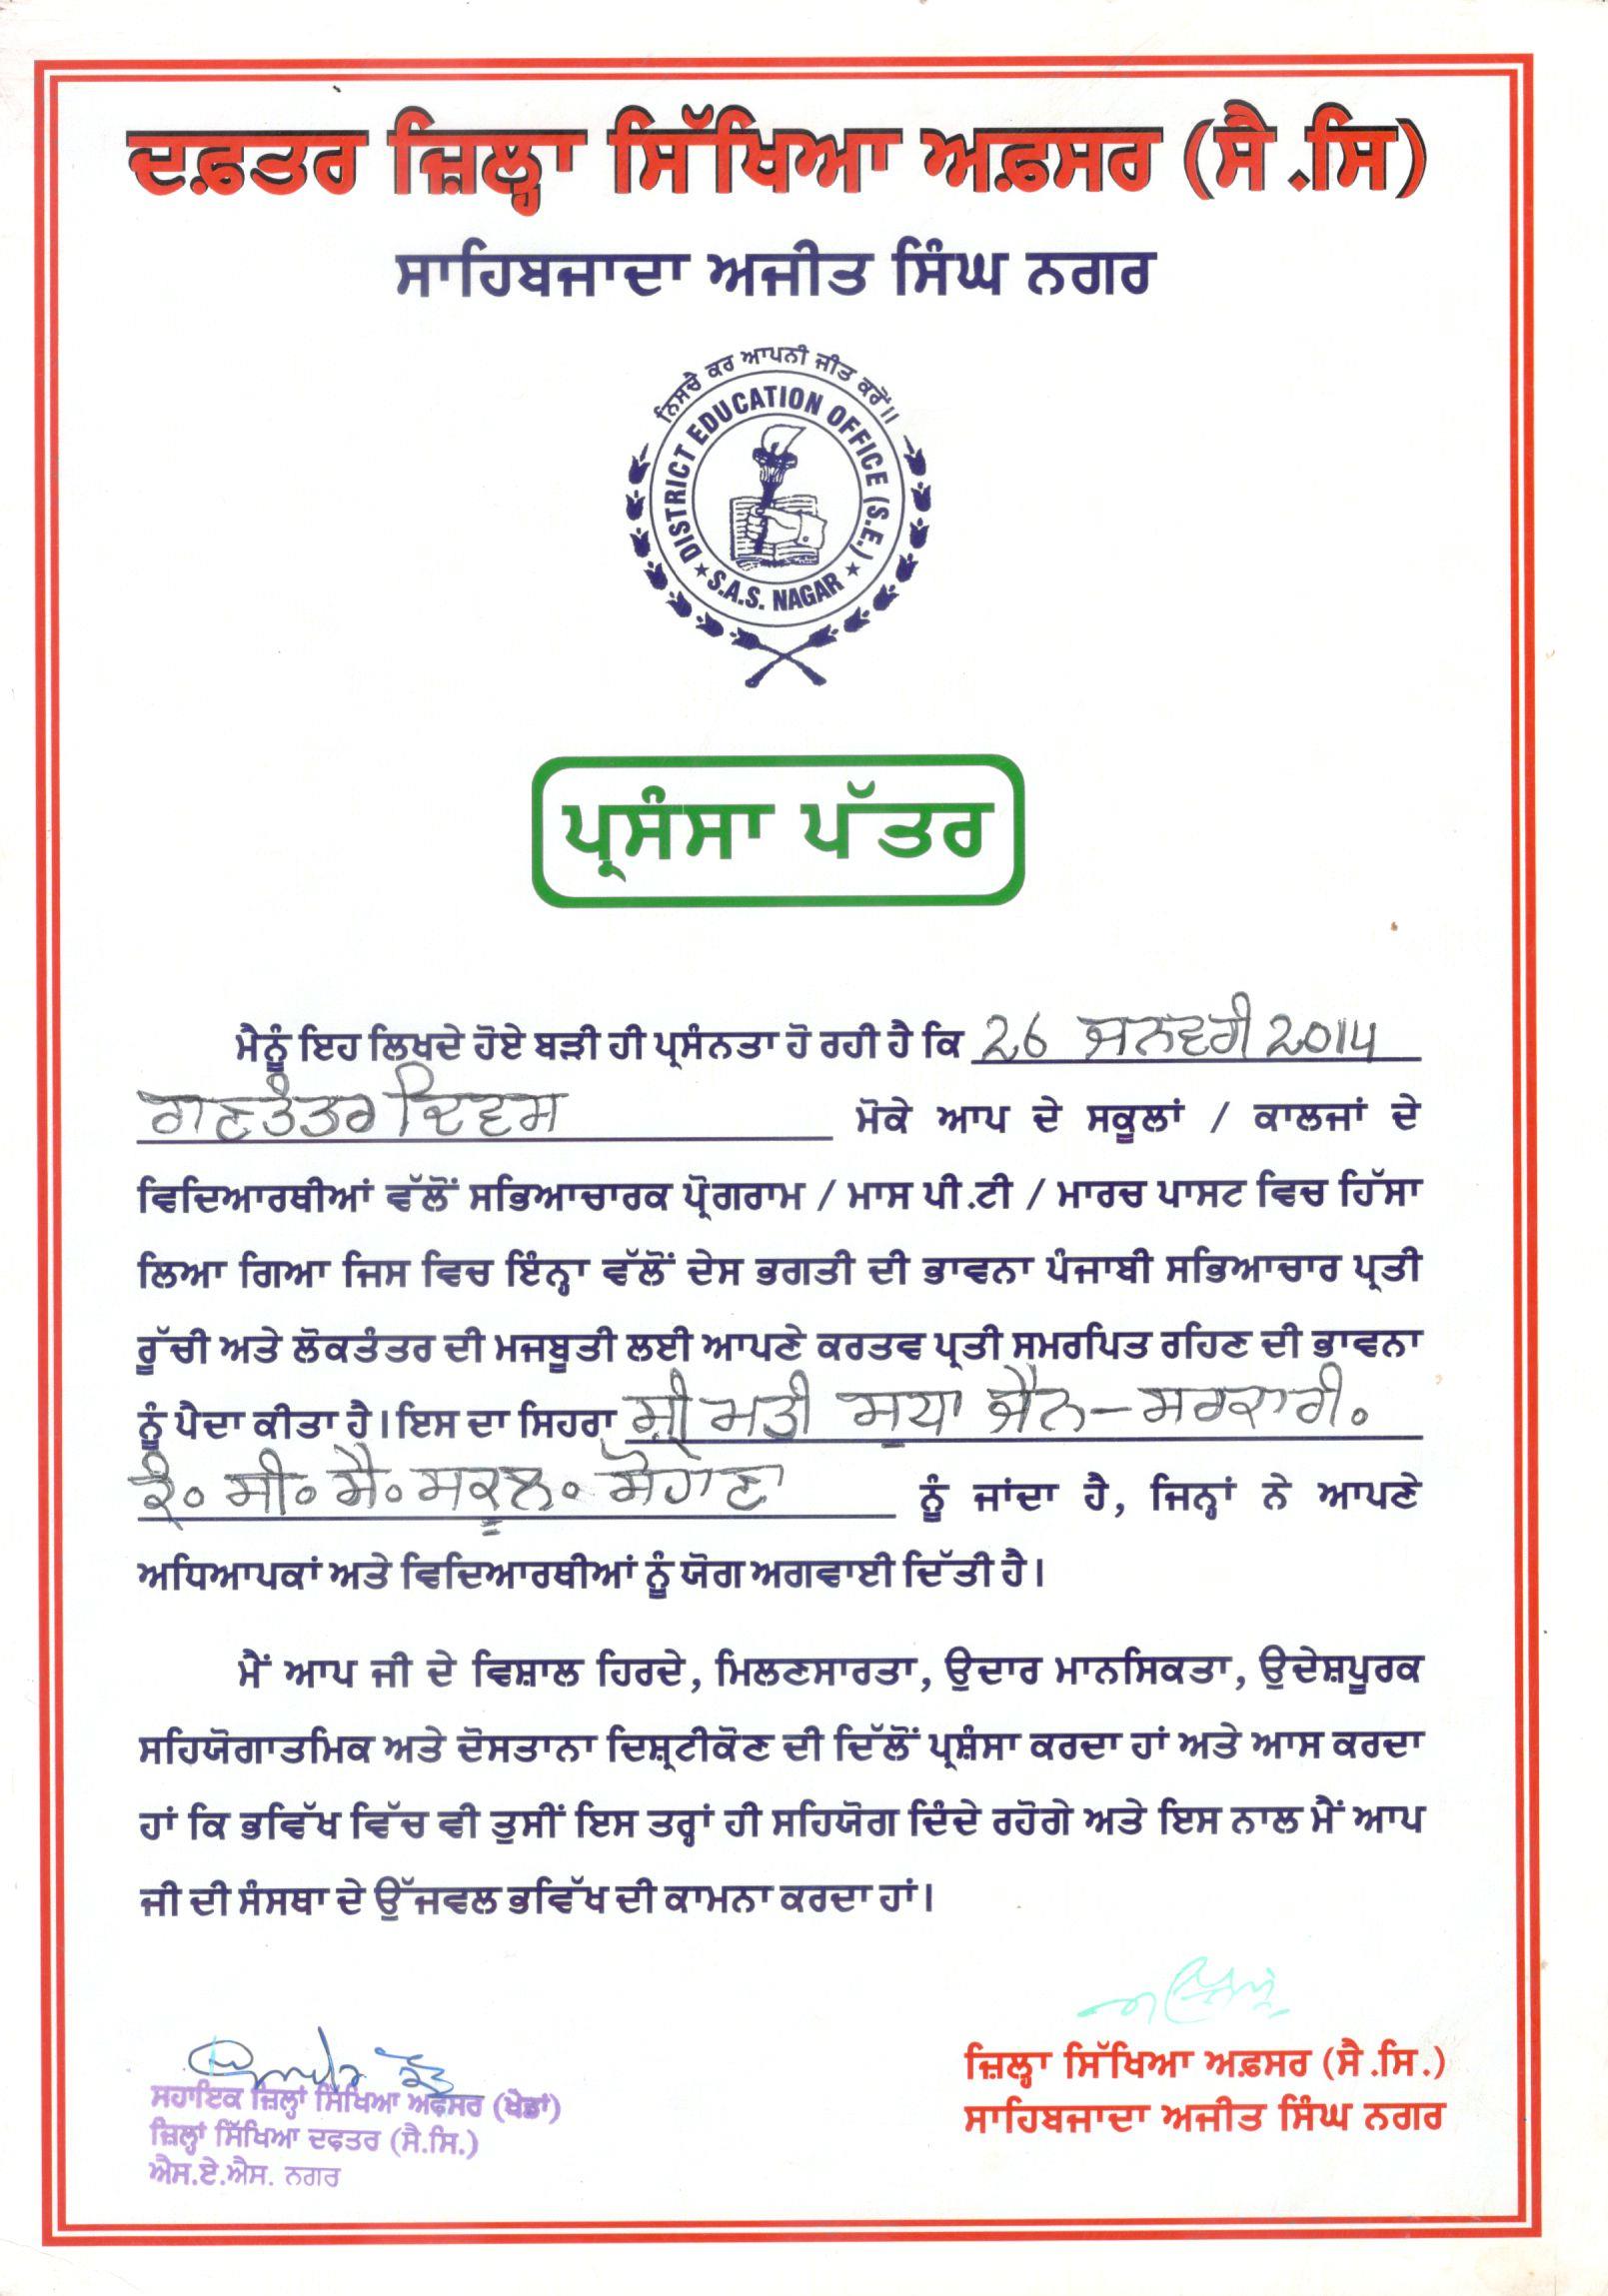 ਦਫ਼ਤਰ ਜ਼ਿਲ੍ਹਾ ਸਿੱਖਿਆ ਅਫ਼ਸਰ (ਸੈ.ਸਿ)
ਸਾਹਿਬਜਾਦਾ ਅਜੀਤ ਸਿੰਘ ਨਗਰ
ਨਿਸਚੈ ਕਰ ਆਪਨੀ ਜੀਤ ਕਰੋਂ॥
DISTRICT EDUCATION OFFICE (S.E.)
S.A.S. NAGAR
ਪ੍ਰਸੰਸਾ ਪੱਤਰ
ਮੈਨੂੰ ਇਹ ਲਿਖਦੇ ਹੋਏ ਬੜੀ ਹੀ ਪ੍ਰਸੰਨਤਾ ਹੋ ਰਹੀ ਹੈ ਕਿ 26 ਜਨਵਰੀ 2014
ਗਣਤੰਤਰ ਦਿਵਸ ਮੋਕੇ ਆਪ ਦੇ ਸਕੂਲਾਂ / ਕਾਲਜਾਂ ਦੇ
ਵਿਦਿਆਰਥੀਆਂ ਵੱਲੋਂ ਸਭਿਆਚਾਰਕ ਪ੍ਰੋਗਰਾਮ / ਮਾਸ ਪੀ.ਟੀ / ਮਾਰਚ ਪਾਸਟ ਵਿਚ ਹਿੱਸਾ
ਲਿਆ ਗਿਆ ਜਿਸ ਵਿਚ ਇੰਨ੍ਹਾ ਵੱਲੋਂ ਦੇਸ ਭਗਤੀ ਦੀ ਭਾਵਨਾ ਪੰਜਾਬੀ ਸਭਿਆਚਾਰ ਪ੍ਰਤੀ
ਰੂੱਚੀ ਅਤੇ ਲੋਕਤੰਤਰ ਦੀ ਮਜਬੂਤੀ ਲਈ ਆਪਣੇ ਕਰਤਵ ਪ੍ਰਤੀ ਸਮਰਪਿਤ ਰਹਿਣ ਦੀ ਭਾਵਨਾ
ਨੂੰ ਪੈਦਾ ਕੀਤਾ ਹੈ। ਇਸ ਦਾ ਸਿਹਰਾ ਸ਼੍ਰੀਮਤੀ ਸੁਧਾ ਜੈਨ - ਸਰਕਾਰੀ.
ਕੰ. ਸੀ. ਸੈ. ਸਕੂਲ. ਸੋਹਾਣਾ ਨੂੰ ਜਾਂਦਾ ਹੈ, ਜਿਨ੍ਹਾਂ ਨੇ ਆਪਣੇ
ਅਧਿਆਪਕਾਂ ਅਤੇ ਵਿਦਿਆਰਥੀਆਂ ਨੂੰ ਯੋਗ ਅਗਵਾਈ ਦਿੱਤੀ ਹੈ।
ਮੈਂ ਆਪ ਜੀ ਦੇ ਵਿਸ਼ਾਲ ਹਿਰਦੇ, ਮਿਲਣਸਾਰਤਾ, ਉਦਾਰ ਮਾਨਸਿਕਤਾ, ਉਦੇਸ਼ਪੂਰਕ
ਸਹਿਯੋਗਾਤਮਿਕ ਅਤੇ ਦੋਸਤਾਨਾ ਦਿਸ਼੍ਰਟੀਕੋਣ ਦੀ ਦਿੱਲੋਂ ਪ੍ਰਸ਼ੰਸਾ ਕਰਦਾ ਹਾਂ ਅਤੇ ਆਸ ਕਰਦਾ
ਹਾਂ ਕਿ ਭਵਿੱਖ ਵਿੱਚ ਵੀ ਤੁਸੀਂ ਇਸ ਤਰ੍ਹਾਂ ਹੀ ਸਹਿਯੋਗ ਦਿੰਦੇ ਰਹੋਗੇ ਅਤੇ ਇਸ ਨਾਲ ਮੈਂ ਆਪ
ਜੀ ਦੀ ਸੰਸਥਾ ਦੇ ਉੱਜਵਲ ਭਵਿੱਖ ਦੀ ਕਾਮਨਾ ਕਰਦਾ ਹਾਂ।
ਸਹਾਇਕ ਜ਼ਿਲ੍ਹਾਂ ਸਿੱਖਿਆ ਅਫਸਰ (ਖੇਡਾਂ)
ਜ਼ਿਲ੍ਹਾਂ ਸਿੱਖਿਆ ਦਫਤਰ (ਸੈ.ਸਿ.)
ਐਸ.ਏ.ਐਸ. ਨਗਰ
ਜ਼ਿਲ੍ਹਾ ਸਿੱਖਿਆ ਅਫ਼ਸਰ (ਸੈ.ਸਿ.)
ਸਾਹਿਬਜਾਦਾ ਅਜੀਤ ਸਿੰਘ ਨਗਰ